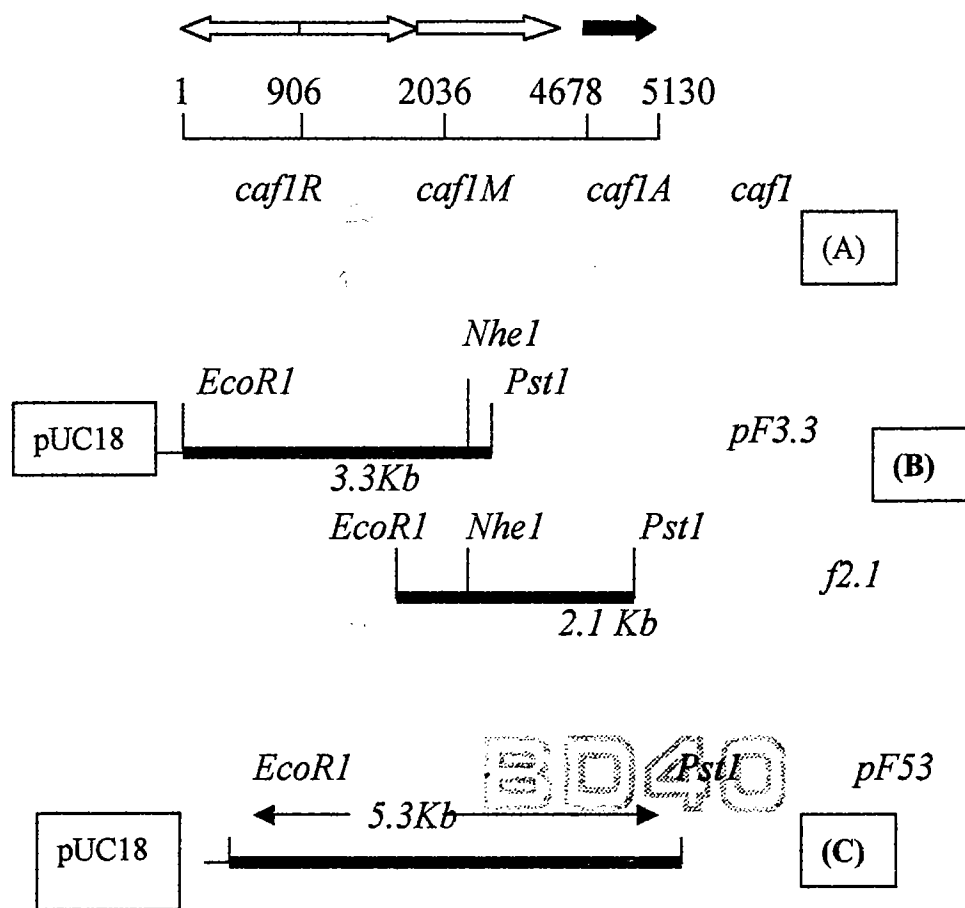 1 906 2036 4678 5130
caf1R caf1M caf1A caf1
(A)
Nhe1
EcoR1 Pst1
pUC18
pF3.3
(B)
3.3Kb
EcoR1 Nhe1 Pst1
f2.1
2.1 Kb
BD40
EcoR1 Pst1 pF53
5.3Kb
pUC18
(C)